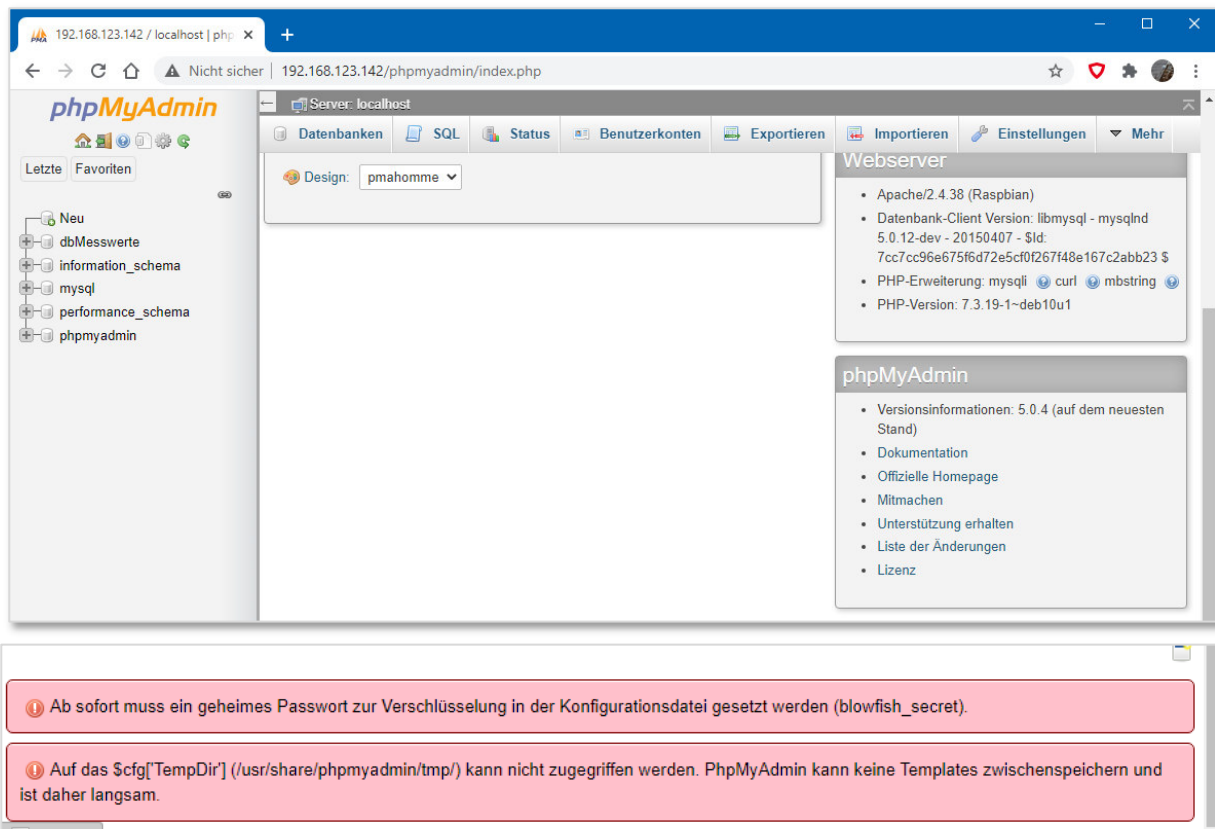 192.168.123.142 / localhost | php
Nicht sicher | 192.168.123.142/phpmyadmin/index.php
phpMyAdmin
Letzte Favoriten
Neu
dbMesswerte
information_schema
mysql
performance_schema
phpmyadmin
Server: localhost
Datenbanken SQL Status Benutzerkonten Exportieren Importieren Einstellungen Mehr
Design: pmahomme
Webserver
Apache/2.4.38 (Raspbian)
Datenbank-Client Version: libmysql - mysqlnd
5.0.12-dev - 20150407 - $Id:
7cc7cc96e675f6d72e5cf0f267f48e167c2abb23 $
PHP-Erweiterung: mysqli curl mbstring
PHP-Version: 7.3.19-1~deb10u1
phpMyAdmin
Versionsinformationen: 5.0.4 (auf dem neuesten
Stand)
Dokumentation
Offizielle Homepage
Mitmachen
Unterstützung erhalten
Liste der Änderungen
Lizenz
Ab sofort muss ein geheimes Passwort zur Verschlüsselung in der Konfigurationsdatei gesetzt werden (blowfish_secret).
Auf das $cfg['TempDir'] (/usr/share/phpmyadmin/tmp/) kann nicht zugegriffen werden. PhpMyAdmin kann keine Templates zwischenspeichern und
ist daher langsam.